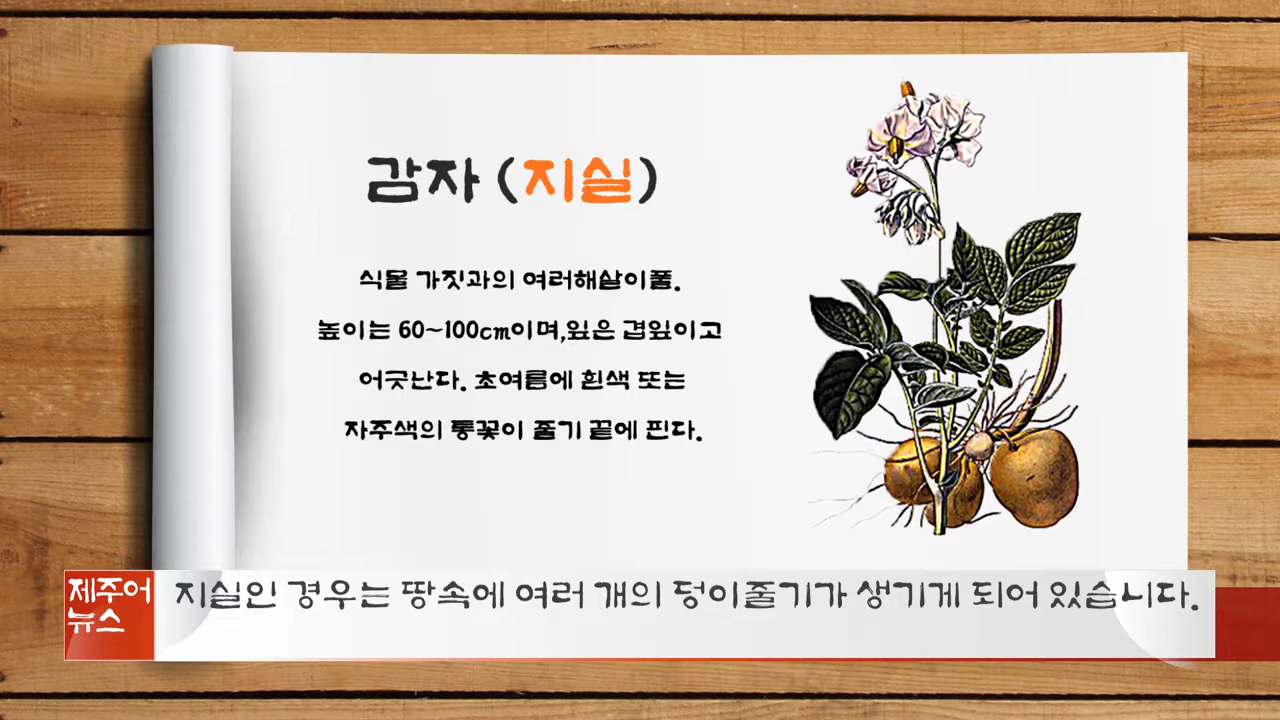 감자 (지실)
식물 가짓과의 여러해살이풀.
높이는 60~100cm이며,잎은 겹잎이고
어긋난다. 초여름에 흰색 또는
자주색의 통꽃이 줄기 끝에 핀다.
제주어
뉴스
지실인 경우는 땅속에 여러 개의 덩이줄기가 생기게 되어 있습니다.